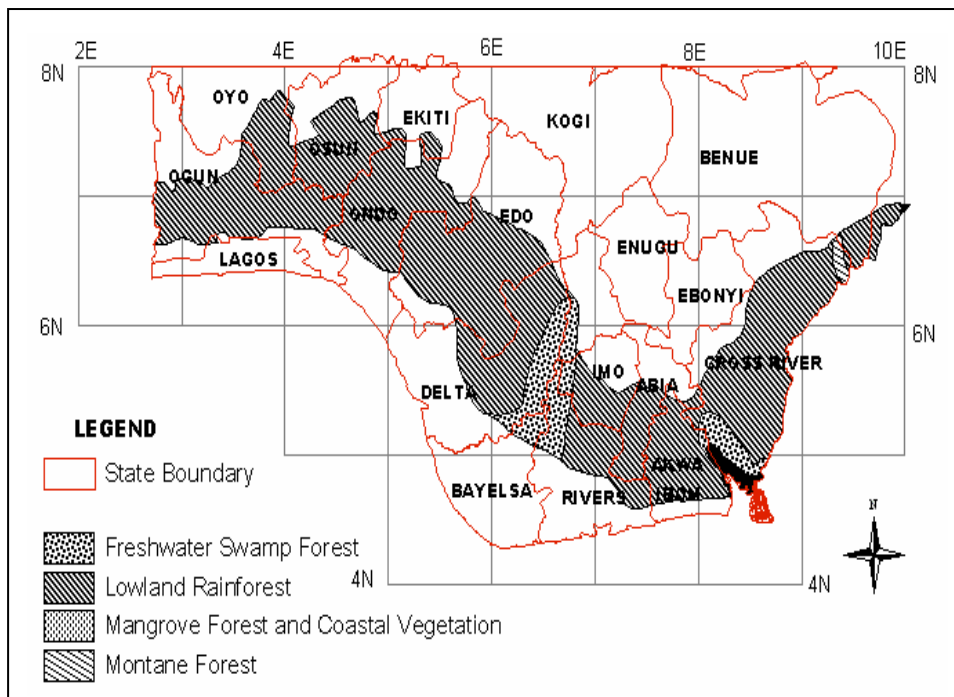 2E 4E 6E 8E 10E
8N 8N
OYO
EKITI
KOGI
OSUN
BENUE
OGUN
ONDO
EDO
ENUGU
LAGOS
EBONYI
6N 6N
CROSS RIVER
IMO
ABIA
DELTA
LEGEND
State Boundary
AKWA
IBOM
BAYELSA
RIVERS
N
Freshwater Swamp Forest
4N 4N
Lowland Rainforest
Mangrove Forest and Coastal Vegetation
Montane Forest